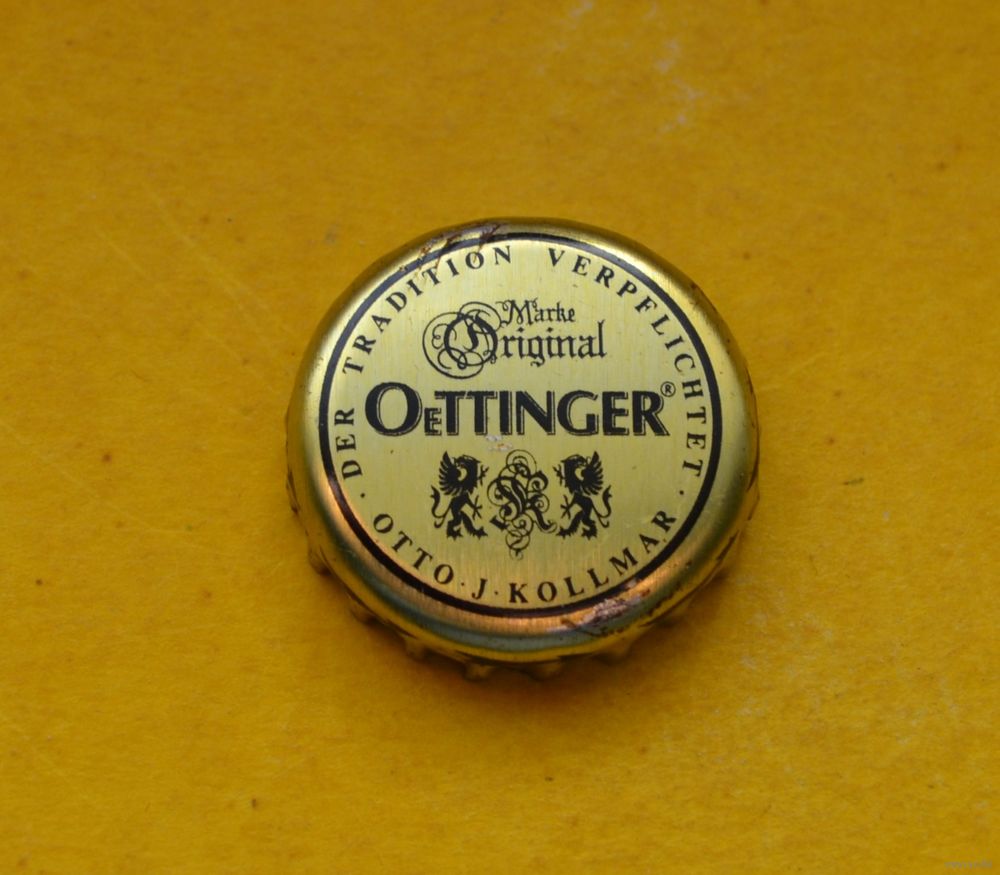 DER TRADITION VERPFLICHTET
Marke
Original
OETTINGER®
· OTTO · J · KOLLMAR ·